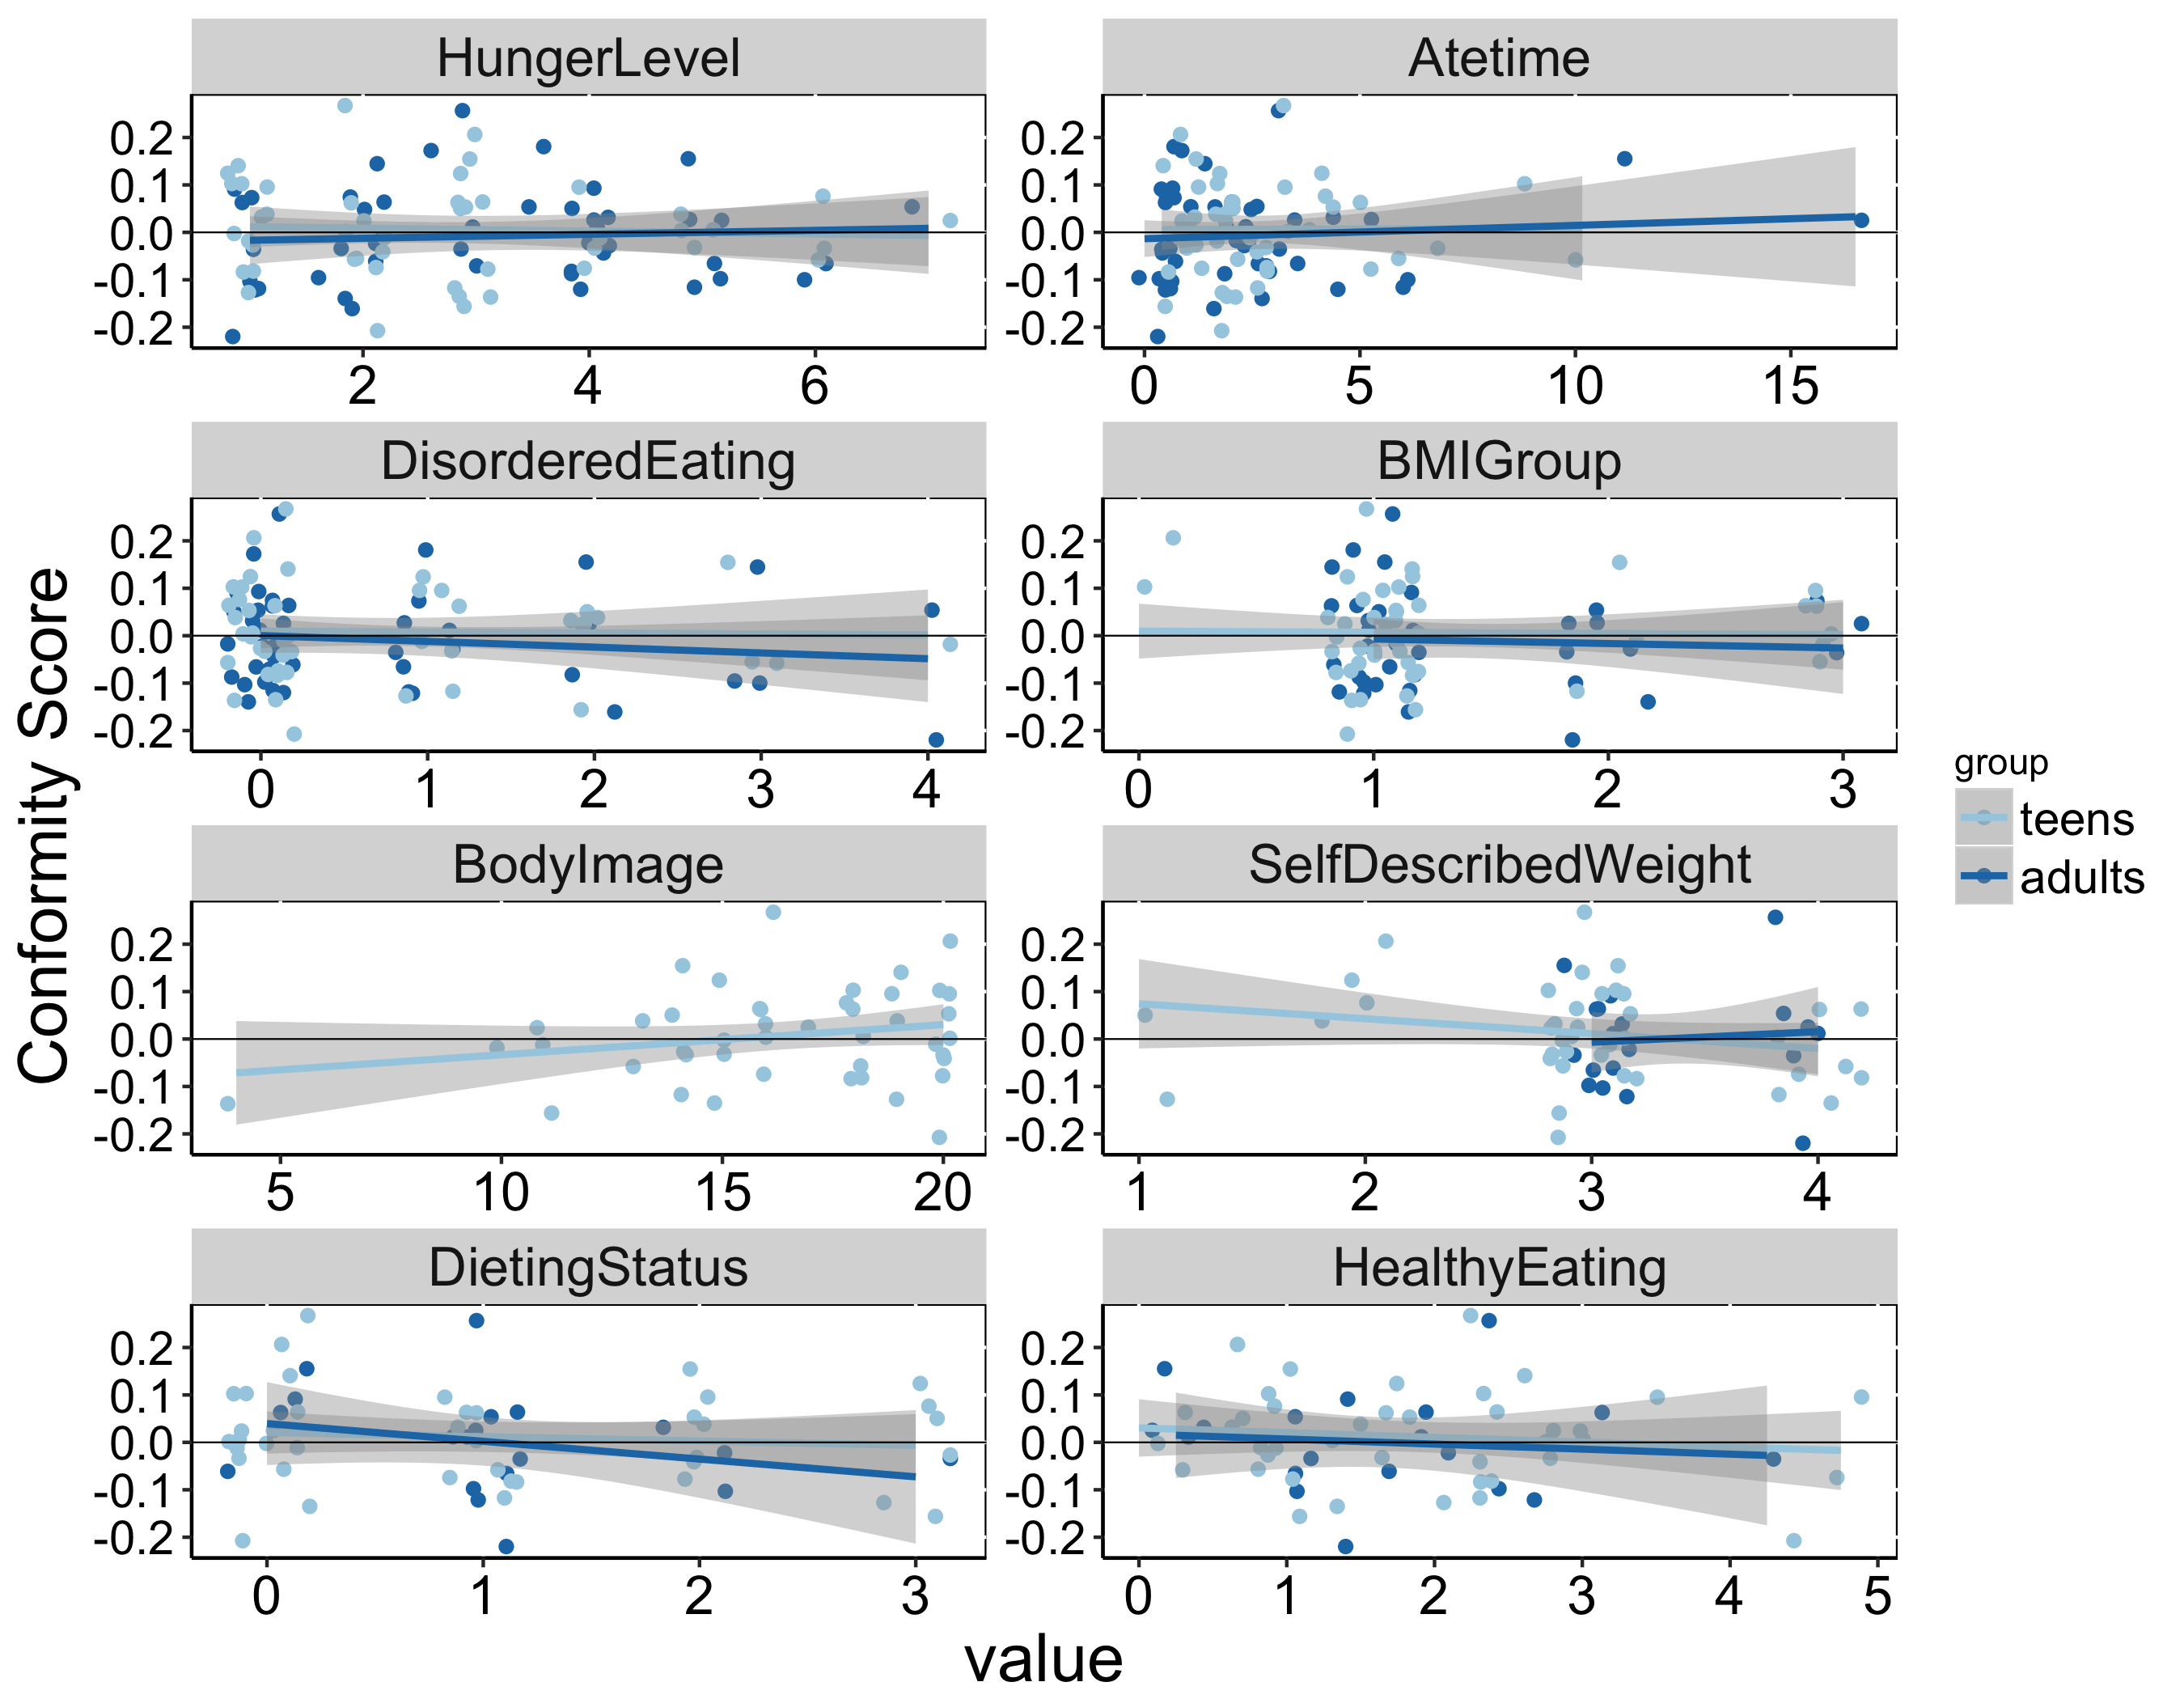 HungerLevel
Atetime
0.2
0.1
0.0
-0.1
-0.2
2 4 6
0.2
0.1
0.0
-0.1
-0.2
0 5 10 15
DisorderedEating
BMIGroup
0.2
0.1
0.0
-0.1
-0.2
0 1 2 3 4
0.2
0.1
0.0
-0.1
-0.2
0 1 2 3
BodyImage
SelfDescribedWeight
0.2
0.1
0.0
-0.1
-0.2
5 10 15 20
0.2
0.1
0.0
-0.1
-0.2
1 2 3 4
DietingStatus
HealthyEating
0.2
0.1
0.0
-0.1
-0.2
0 1 2 3
0.2
0.1
0.0
-0.1
-0.2
0 1 2 3 4 5
Conformity Score
value
group
teens
adults